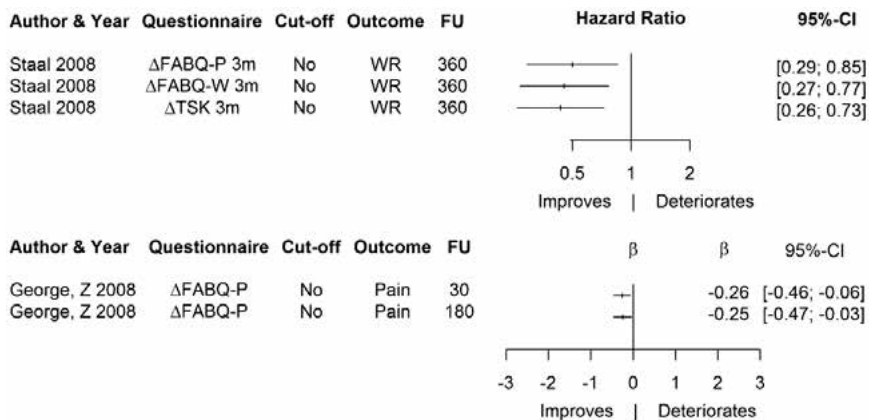 Author & Year Questionnaire Cut-off Outcome FU Hazard Ratio 95%-CI
Staal 2008 ΔFABQ-P 3m No WR 360 [0.29; 0.85]
Staal 2008 ΔFABQ-W 3m No WR 360 [0.27; 0.77]
Staal 2008 ΔTSK 3m No WR 360 [0.26; 0.73]
0.5 1 2
Improves | Deteriorates
Author & Year Questionnaire Cut-off Outcome FU β β 95%-CI
George, Z 2008 ΔFABQ-P No Pain 30 -0.26 [-0.46; -0.06]
George, Z 2008 ΔFABQ-P No Pain 180 -0.25 [-0.47; -0.03]
-3 -2 -1 0 1 2 3
Improves | Deteriorates